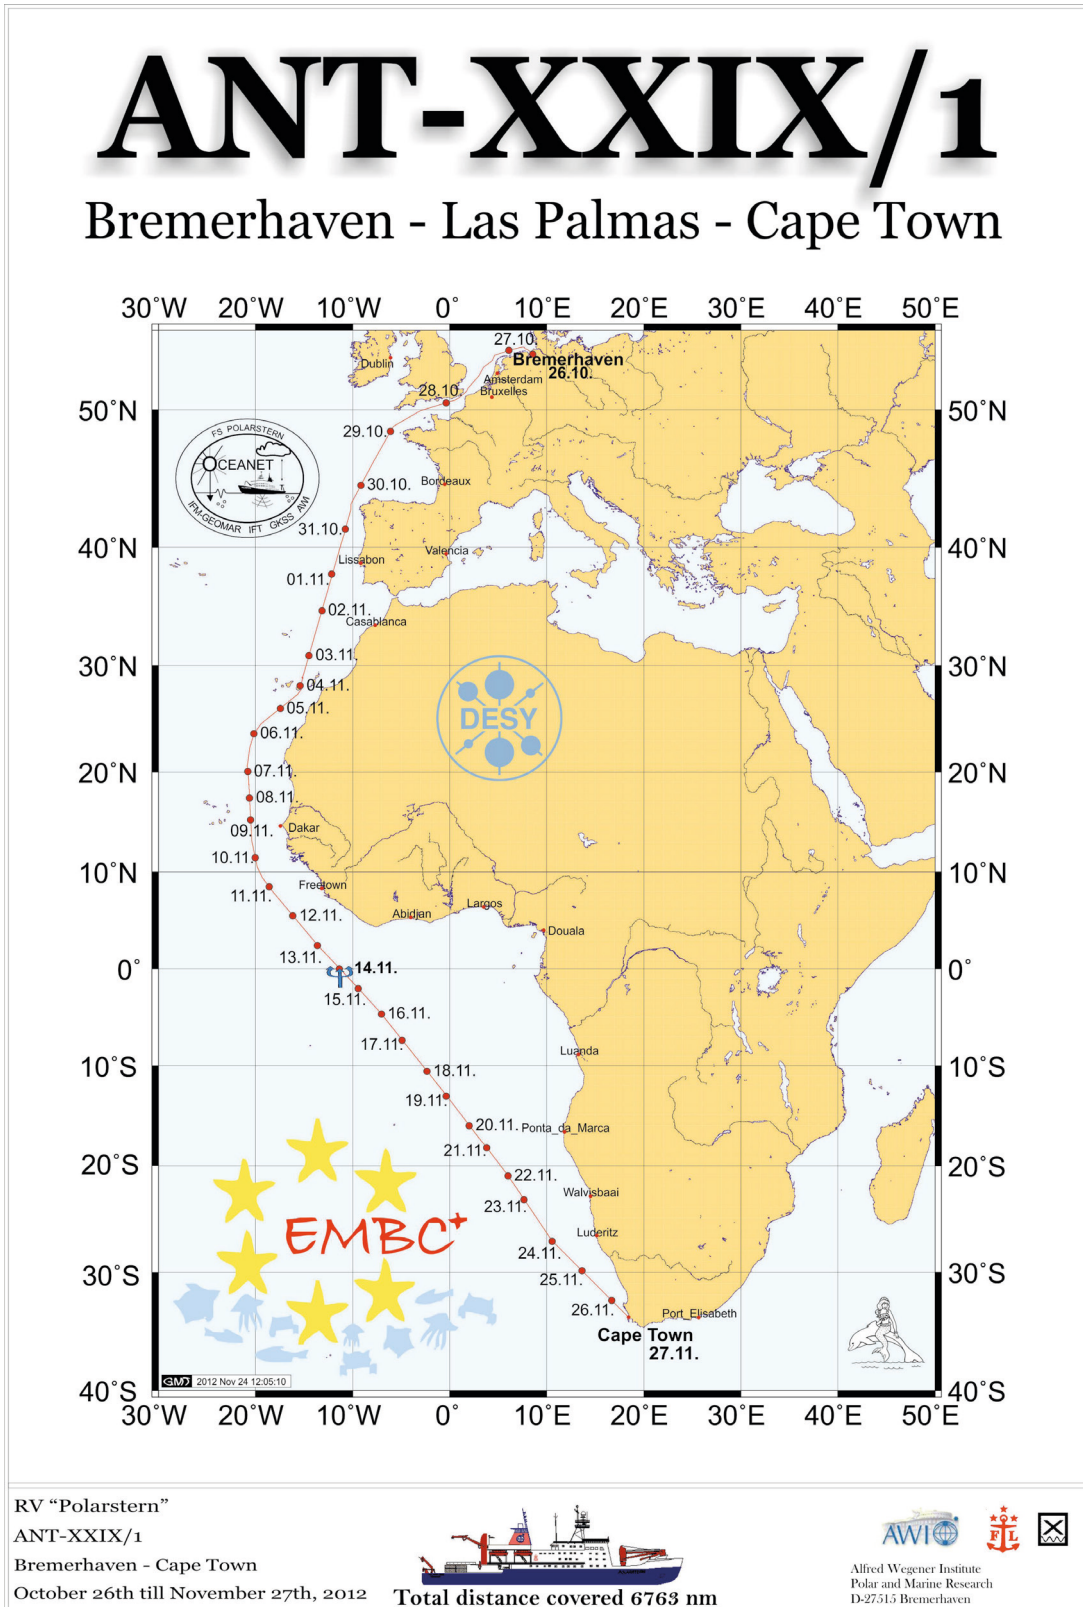 ANT-XXIX/1
Bremerhaven - Las Palmas - Cape Town
30°W 20°W 10°W 0° 10°E 20°E 30°E 40°E 50°E
27.10.
Dublin
Bremerhaven
26.10.
Amsterdam
28.10.
Bruxelles
50°N 50°N
FS POLARSTERN
OCEANET
IFM-GEOMAR IFT GKSS AWI
29.10.
30.10.
Bordeaux
31.10.
40°N 40°N
Valencia
Lissabon
01.11.
02.11.
Casablanca
03.11.
30°N 30°N
04.11.
05.11.
DESY
06.11.
20°N 20°N
07.11.
08.11.
09.11.
Dakar
10.11.
10°N 10°N
11.11.
Freetown
12.11.
Abidjan
Largos
Douala
13.11.
0° 14.11. 0°
15.11.
16.11.
17.11.
Luanda
10°S 10°S
18.11.
19.11.
20.11.
Ponta_da_Marca
21.11.
20°S 20°S
22.11.
Walvisbaai
23.11.
EMBC+
Luderitz
24.11.
30°S 30°S
25.11.
26.11.
Port_Elisabeth
Cape Town
27.11.
GMT 2012 Nov 24 12:05:10
40°S 40°S
30°W 20°W 10°W 0° 10°E 20°E 30°E 40°E 50°E
RV “Polarstern”
ANT-XXIX/1
Bremerhaven - Cape Town
October 26th till November 27th, 2012
Total distance covered 6763 nm
AWI
FL
Alfred Wegener Institute
Polar and Marine Research
D-27515 Bremerhaven